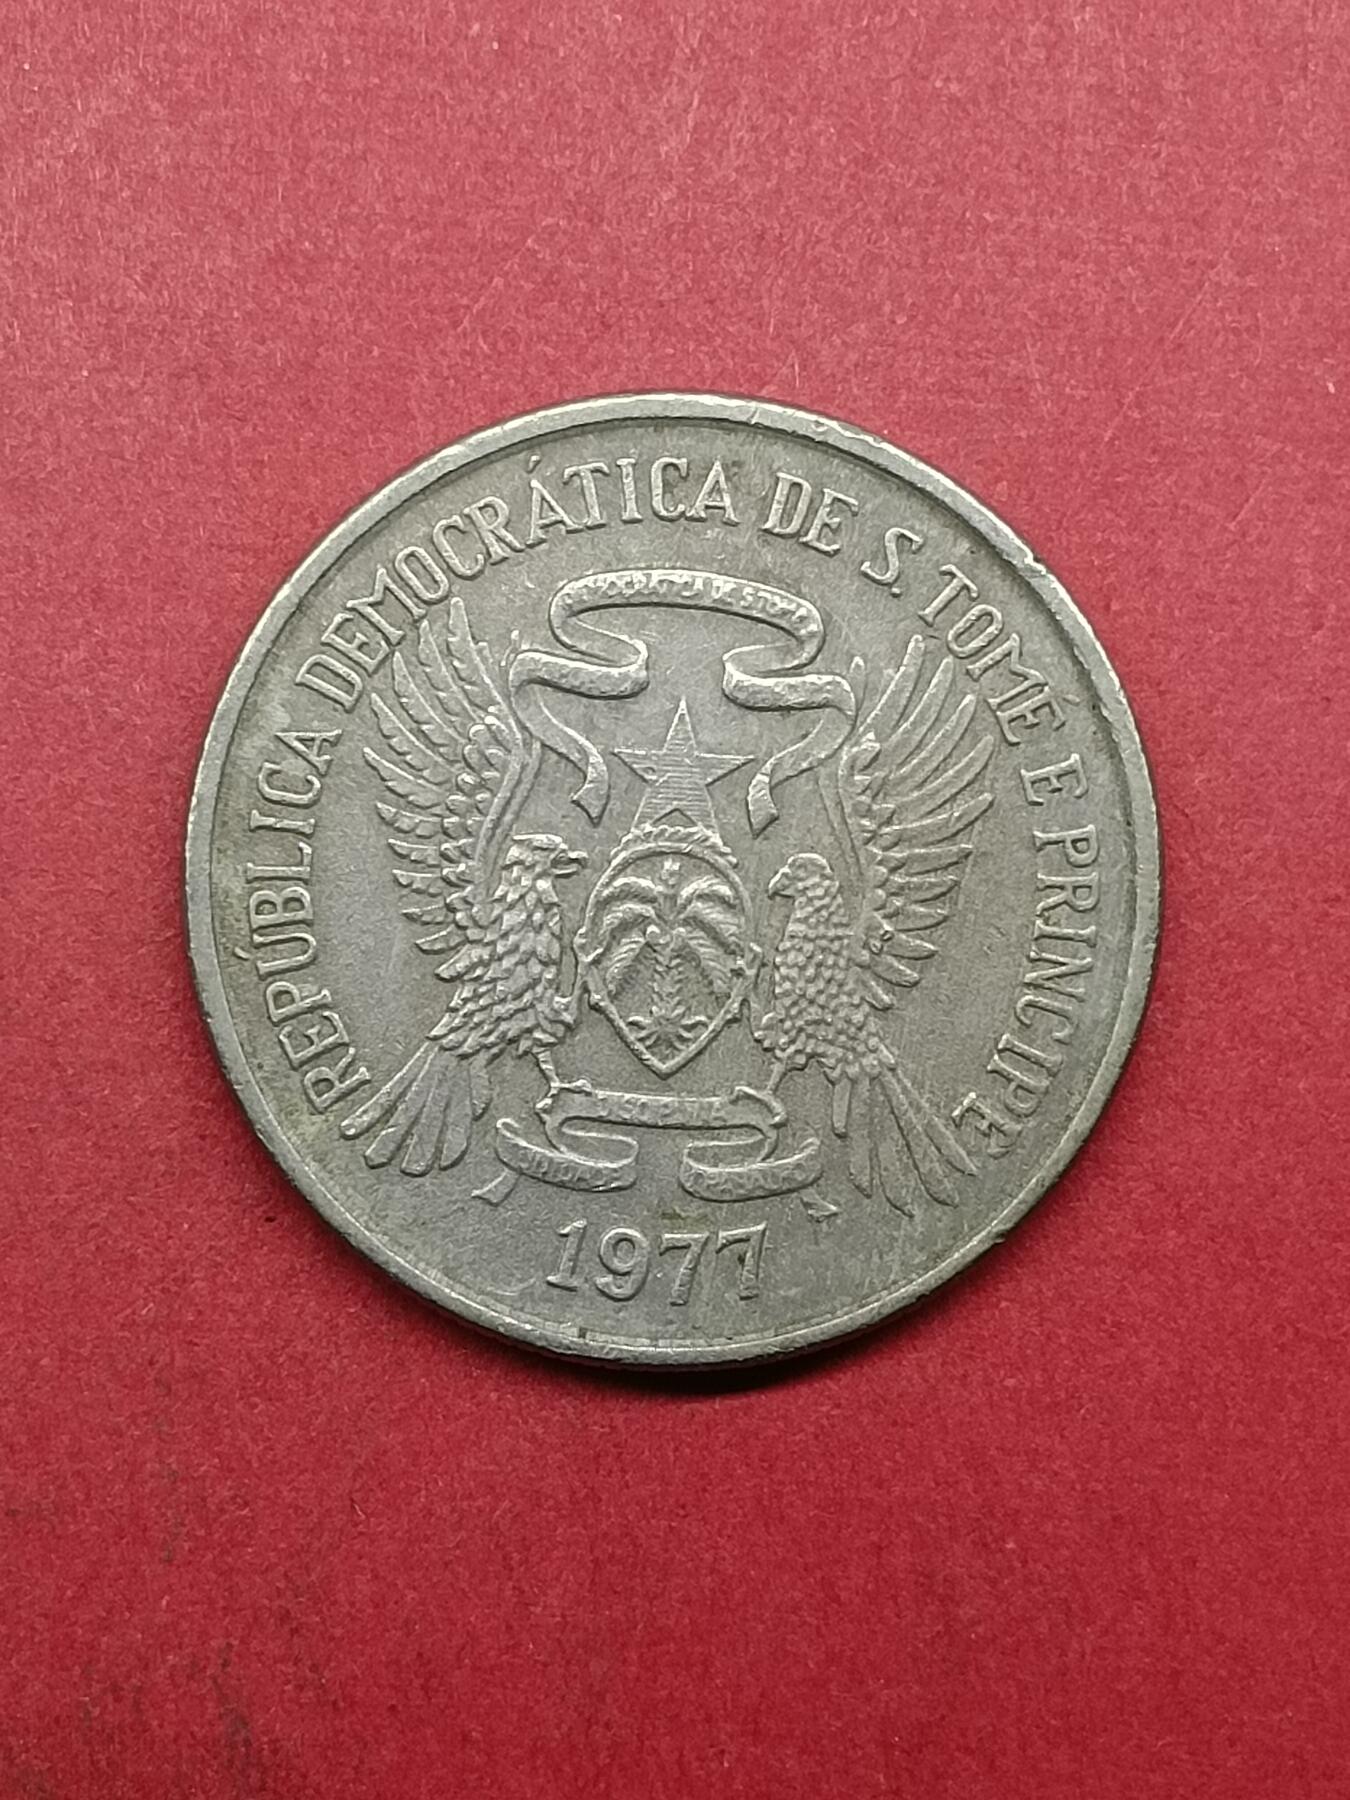 REPÚBLICA DEMOCRÁTICA DE S. TOMÉ E PRINCIPE
1977